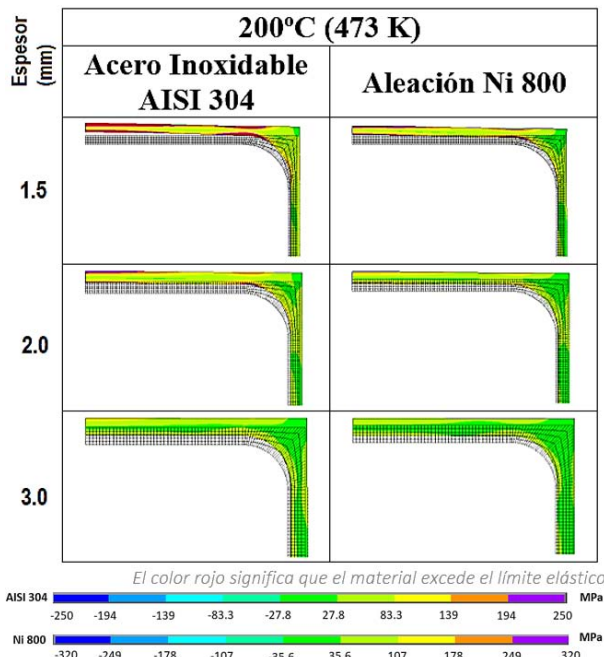 Espesor
(mm)
200ºC (473 K)
Acero Inoxidable
AISI 304
Aleación Ni 800
1.5
2.0
3.0
El color rojo significa que el material excede el límite elástico
AISI 304
MPa
-250 -194 -139 -83.3 -27.8 27.8 83.3 139 194 250
Ni 800
MPa
-320 -249 -178 -107 -35.6 35.6 107 178 249 320